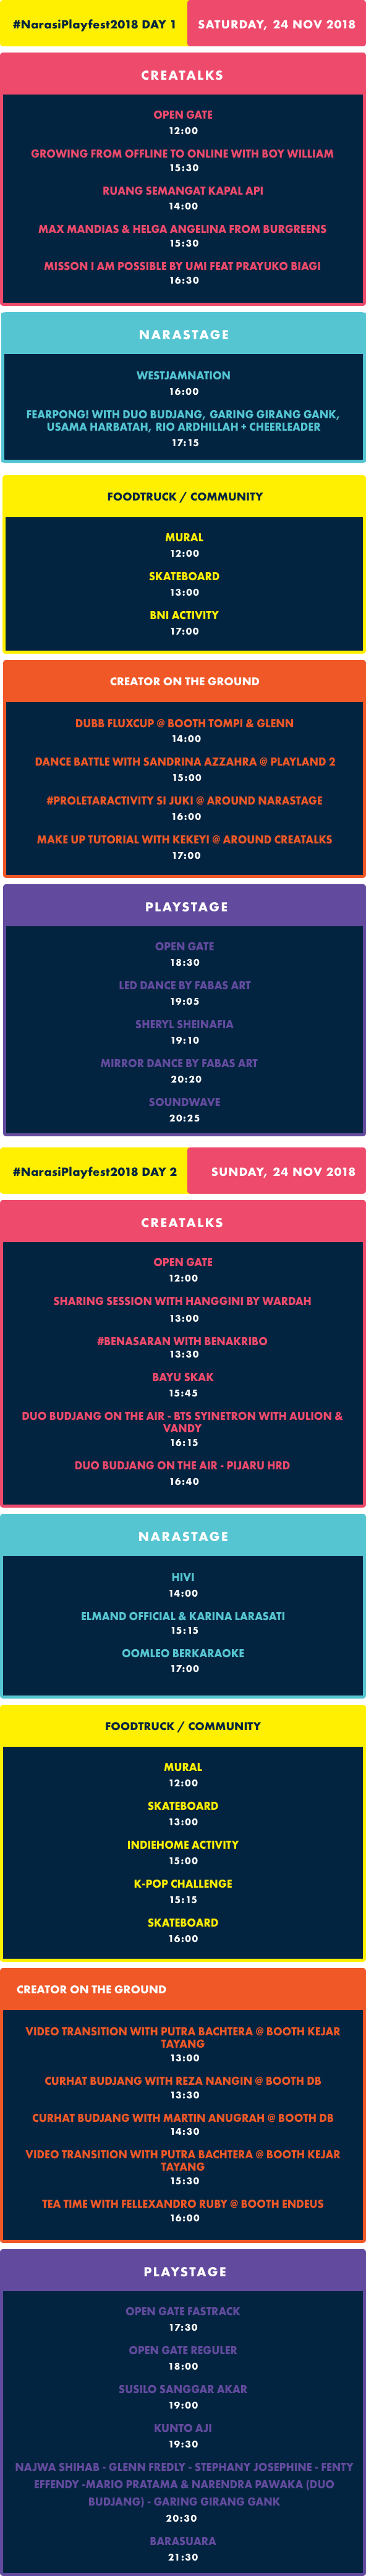 #NarasiPlayfest2018 DAY 1
SATURDAY, 24 NOV 2018
CREATALKS
OPEN GATE
12:00
GROWING FROM OFFLINE TO ONLINE WITH BOY WILLIAM
15:30
RUANG SEMANGAT KAPAL API
14:00
MAX MANDIAS & HELGA ANGELINA FROM BURGREENS
15:30
MISSON I AM POSSIBLE BY UMI FEAT PRAYUKO BIAGI
16:30
NARASTAGE
WESTJAMNATION
16:00
FEARPONG! WITH DUO BUDJANG, GARING GIRANG GANK,
USAMA HARBATAH, RIO ARDHILLAH + CHEERLEADER
17:15
FOODTRUCK / COMMUNITY
MURAL
12:00
SKATEBOARD
13:00
BNI ACTIVITY
17:00
CREATOR ON THE GROUND
DUBB FLUXCUP @ BOOTH TOMPI & GLENN
14:00
DANCE BATTLE WITH SANDRINA AZZAHRA @ PLAYLAND 2
15:00
#PROLETARACTIVITY SI JUKI @ AROUND NARASTAGE
16:00
MAKE UP TUTORIAL WITH KEKEYI @ AROUND CREATALKS
17:00
PLAYSTAGE
OPEN GATE
18:30
LED DANCE BY FABAS ART
19:05
SHERYL SHEINAFIA
19:10
MIRROR DANCE BY FABAS ART
20:20
SOUNDWAVE
20:25
#NarasiPlayfest2018 DAY 2
SUNDAY, 24 NOV 2018
CREATALKS
OPEN GATE
12:00
SHARING SESSION WITH HANGGINI BY WARDAH
13:00
#BENASARAN WITH BENAKRIBO
13:30
BAYU SKAK
15:45
DUO BUDJANG ON THE AIR - BTS SYINETRON WITH AULION &
VANDY
16:15
DUO BUDJANG ON THE AIR - PIJARU HRD
16:40
NARASTAGE
HIVI
14:00
ELMAND OFFICIAL & KARINA LARASATI
15:15
OOMLEO BERKARAOKE
17:00
FOODTRUCK / COMMUNITY
MURAL
12:00
SKATEBOARD
13:00
INDIEHOME ACTIVITY
15:00
K-POP CHALLENGE
15:15
SKATEBOARD
16:00
CREATOR ON THE GROUND
VIDEO TRANSITION WITH PUTRA BACHTERA @ BOOTH KEJAR
TAYANG
13:00
CURHAT BUDJANG WITH REZA NANGIN @ BOOTH DB
13:30
CURHAT BUDJANG WITH MARTIN ANUGRAH @ BOOTH DB
14:30
VIDEO TRANSITION WITH PUTRA BACHTERA @ BOOTH KEJAR
TAYANG
15:30
TEA TIME WITH FELLEXANDRO RUBY @ BOOTH ENDEUS
16:00
PLAYSTAGE
OPEN GATE FASTRACK
17:30
OPEN GATE REGULER
18:00
SUSILO SANGGAR AKAR
19:00
KUNTO AJI
19:30
NAJWA SHIHAB - GLENN FREDLY - STEPHANY JOSEPHINE - FENTY
EFFENDY -MARIO PRATAMA & NARENDRA PAWAKA (DUO
BUDJANG) - GARING GIRANG GANK
20:30
BARASUARA
21:30